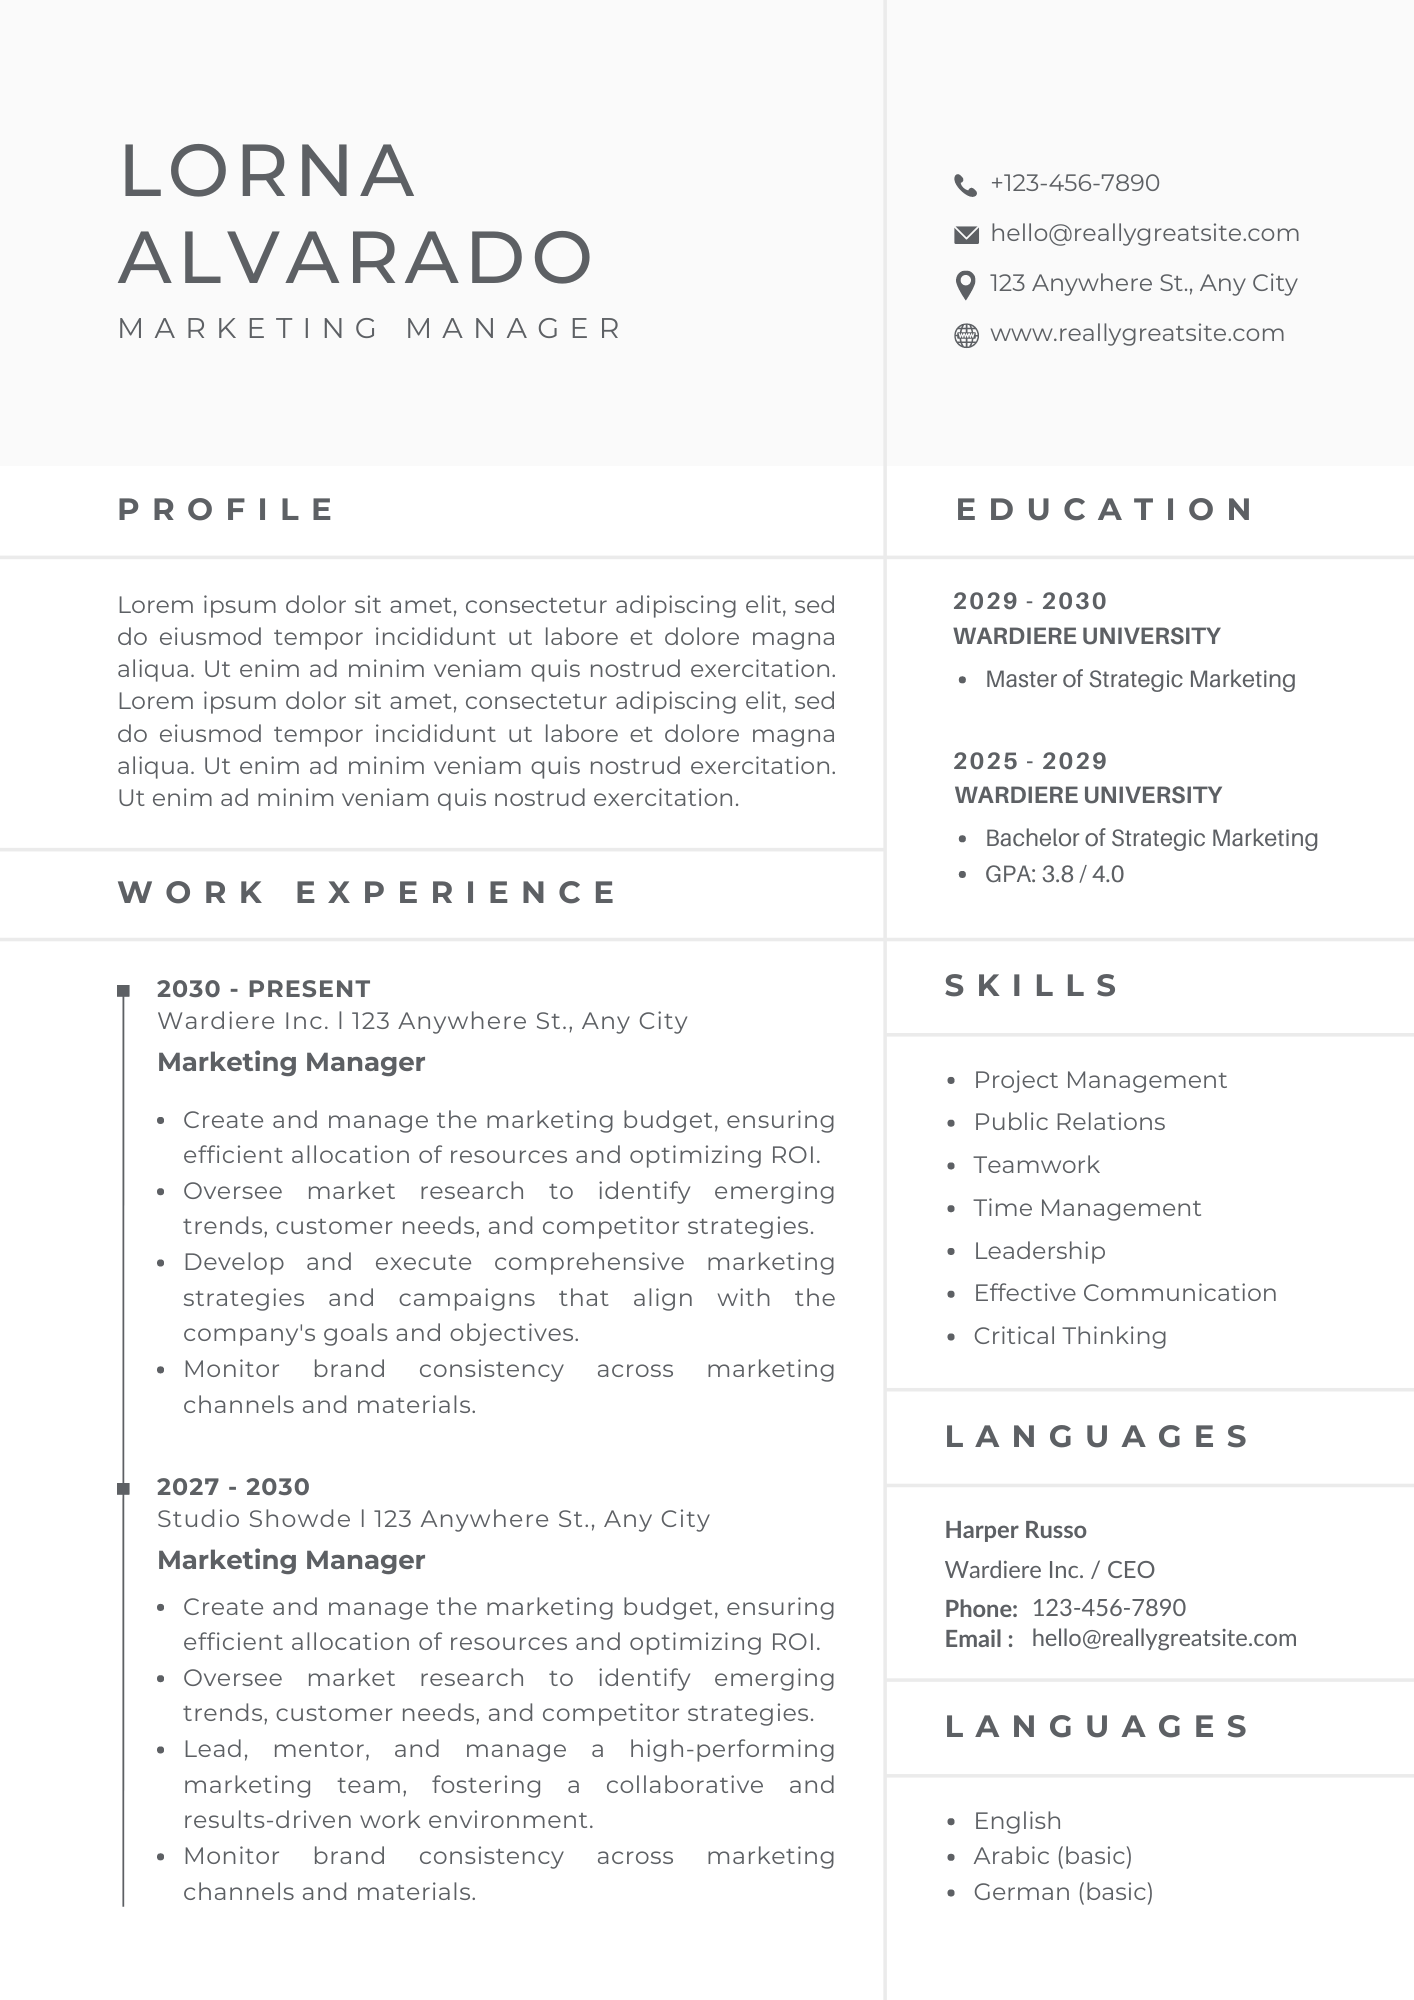 LORNA
ALVARADO
MARKETING MANAGER
+123-456-7890
hello@reallygreatsite.com
123 Anywhere St., Any City
www.reallygreatsite.com
PROFILE
Lorem ipsum dolor sit amet, consectetur adipiscing elit, sed
do eiusmod tempor incididunt ut labore et dolore magna
aliqua. Ut enim ad minim veniam quis nostrud exercitation.
Lorem ipsum dolor sit amet, consectetur adipiscing elit, sed
do eiusmod tempor incididunt ut labore et dolore magna
aliqua. Ut enim ad minim veniam quis nostrud exercitation.
Ut enim ad minim veniam quis nostrud exercitation.
WORK EXPERIENCE
2030 - PRESENT
Wardiere Inc. l 123 Anywhere St., Any City
Marketing Manager
• Create and manage the marketing budget, ensuring
efficient allocation of resources and optimizing ROI.
• Oversee market research to identify emerging
trends, customer needs, and competitor strategies.
• Develop and execute comprehensive marketing
strategies and campaigns that align with the
company's goals and objectives.
• Monitor brand consistency across marketing
channels and materials.
2027 - 2030
Studio Showde l 123 Anywhere St., Any City
Marketing Manager
• Create and manage the marketing budget, ensuring
efficient allocation of resources and optimizing ROI.
• Oversee market research to identify emerging
trends, customer needs, and competitor strategies.
• Lead, mentor, and manage a high-performing
marketing team, fostering a collaborative and
results-driven work environment.
• Monitor brand consistency across marketing
channels and materials.
EDUCATION
2029 - 2030
WARDIERE UNIVERSITY
• Master of Strategic Marketing
2025 - 2029
WARDIERE UNIVERSITY
• Bachelor of Strategic Marketing
• GPA: 3.8 / 4.0
SKILLS
• Project Management
• Public Relations
• Teamwork
• Time Management
• Leadership
• Effective Communication
• Critical Thinking
LANGUAGES
Harper Russo
Wardiere Inc. / CEO
Phone: 123-456-7890
Email : hello@reallygreatsite.com
LANGUAGES
• English
• Arabic (basic)
• German (basic)